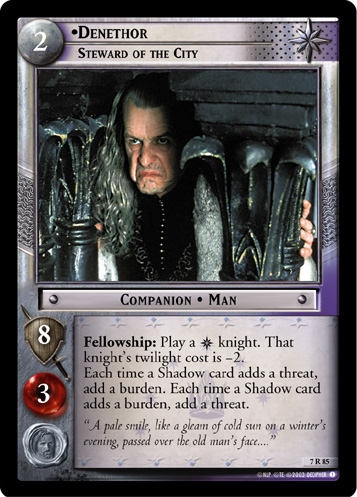 2
•Denethor
Steward of the City
Companion • Man
8
3
Fellowship: Play a knight. That
knight's twilight cost is –2.
Each time a Shadow card adds a threat,
add a burden. Each time a Shadow card
adds a burden, add a threat.
"A pale smile, like a gleam of cold sun on a winter's
evening, passed over the old man's face...."
7 R 85